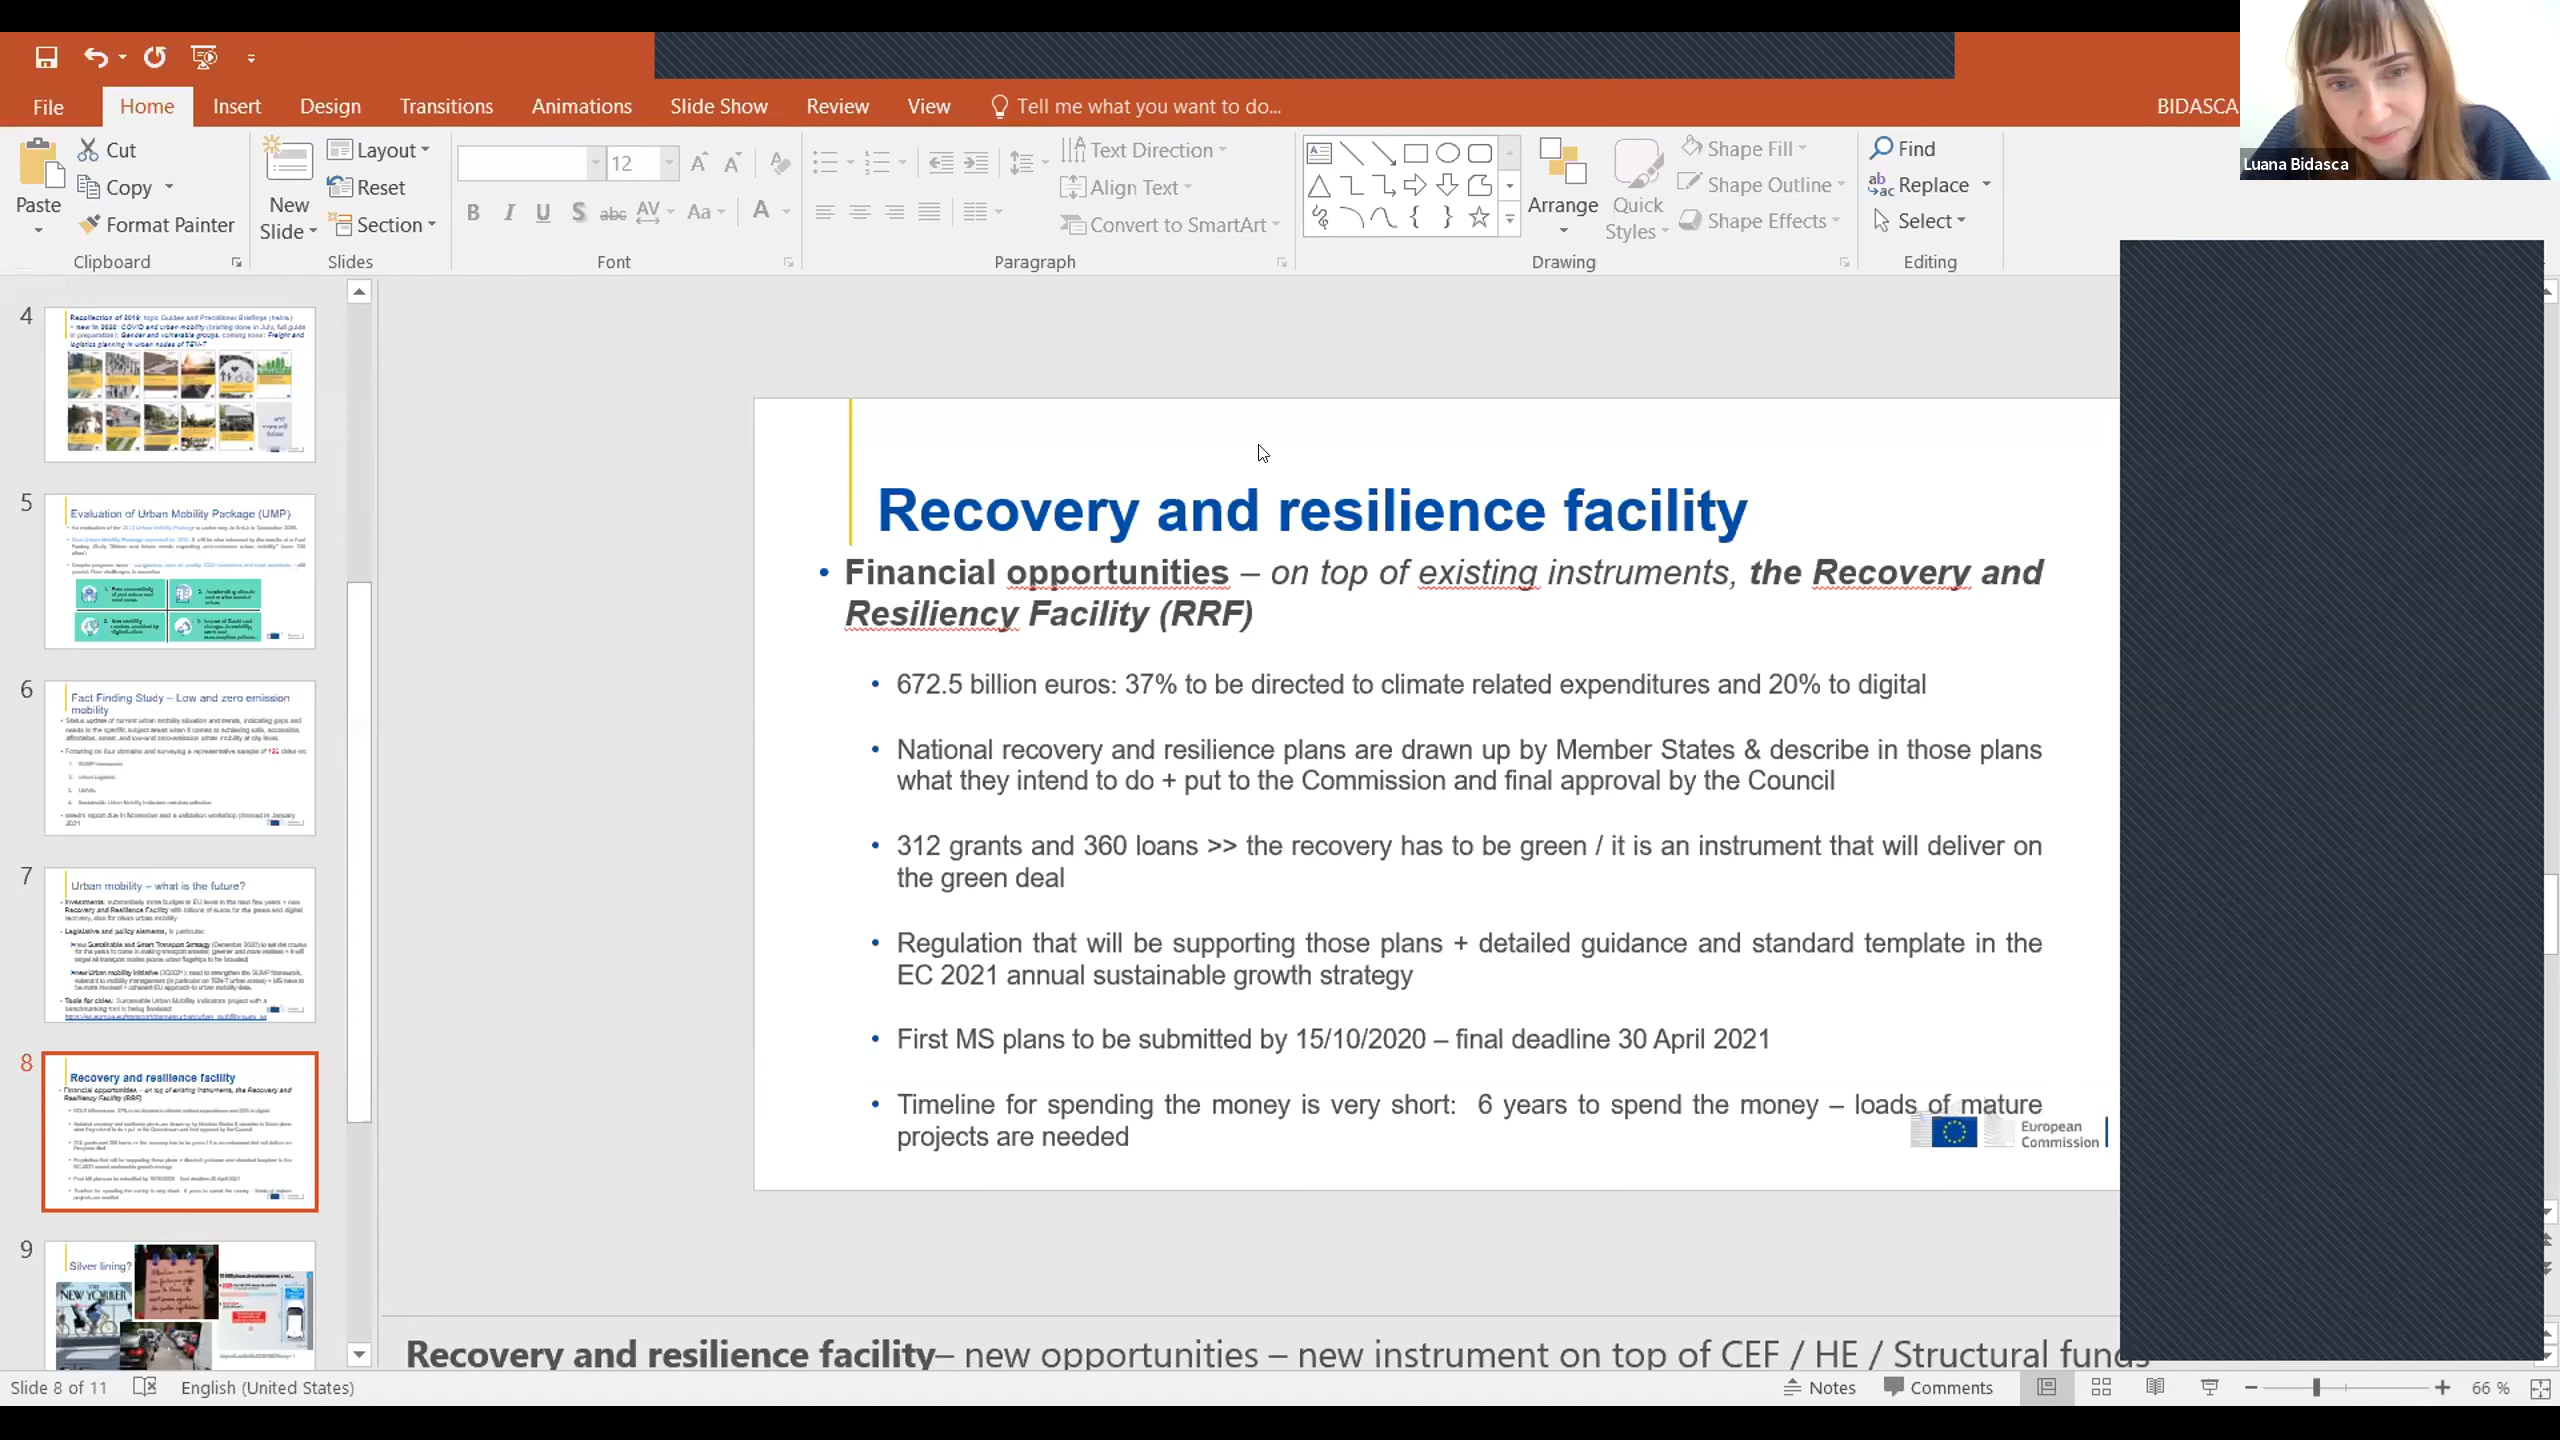 File
Home
Insert
Design
Transitions
Animations
Slide Show
Review
View
Tell me what you want to do...
BIDASCA
Luana Bidasca
Paste
Cut
Copy
Format Painter
Clipboard
New
Slide
Layout
Reset
Section
Slides
12
Font
Text Direction
Align Text
Convert to SmartArt
Paragraph
Arrange
Quick
Styles
Shape Fill
Shape Outline
Shape Effects
Drawing
Find
Replace
Select
Editing
4
5
Evaluation of Urban Mobility Package (UMP)
6
Fact Finding Study – Low and zero emission
mobility
7
Urban mobility – what is the future?
8
Recovery and resilience facility
9
Silver lining?
NEW YORKER
Recovery and resilience facility
• Financial opportunities – on top of existing instruments, the Recovery and
Resiliency Facility (RRF)
• 672.5 billion euros: 37% to be directed to climate related expenditures and 20% to digital
• National recovery and resilience plans are drawn up by Member States & describe in those plans
what they intend to do + put to the Commission and final approval by the Council
• 312 grants and 360 loans >> the recovery has to be green / it is an instrument that will deliver on
the green deal
• Regulation that will be supporting those plans + detailed guidance and standard template in the
EC 2021 annual sustainable growth strategy
• First MS plans to be submitted by 15/10/2020 – final deadline 30 April 2021
• Timeline for spending the money is very short: 6 years to spend the money – loads of mature
projects are needed
European
Commission
Recovery and resilience facility– new opportunities – new instrument on top of CEF / HE / Structural funds
Slide 8 of 11
English (United States)
Notes
Comments
66 %